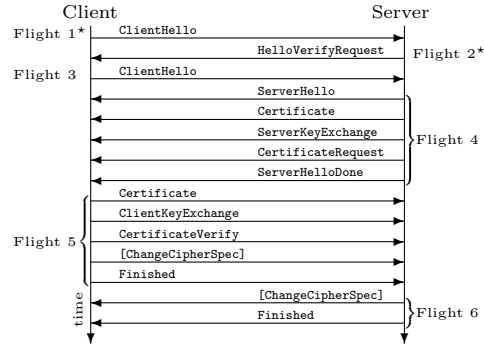 Client Server
Flight 1* ClientHello
HelloVerifyRequest Flight 2*
Flight 3 ClientHello
ServerHello
Certificate
ServerKeyExchange
Flight 4
CertificateRequest
ServerHelloDone
Certificate
ClientKeyExchange
CertificateVerify
Flight 5
[ChangeCipherSpec]
Finished
time
[ChangeCipherSpec]
Flight 6
Finished